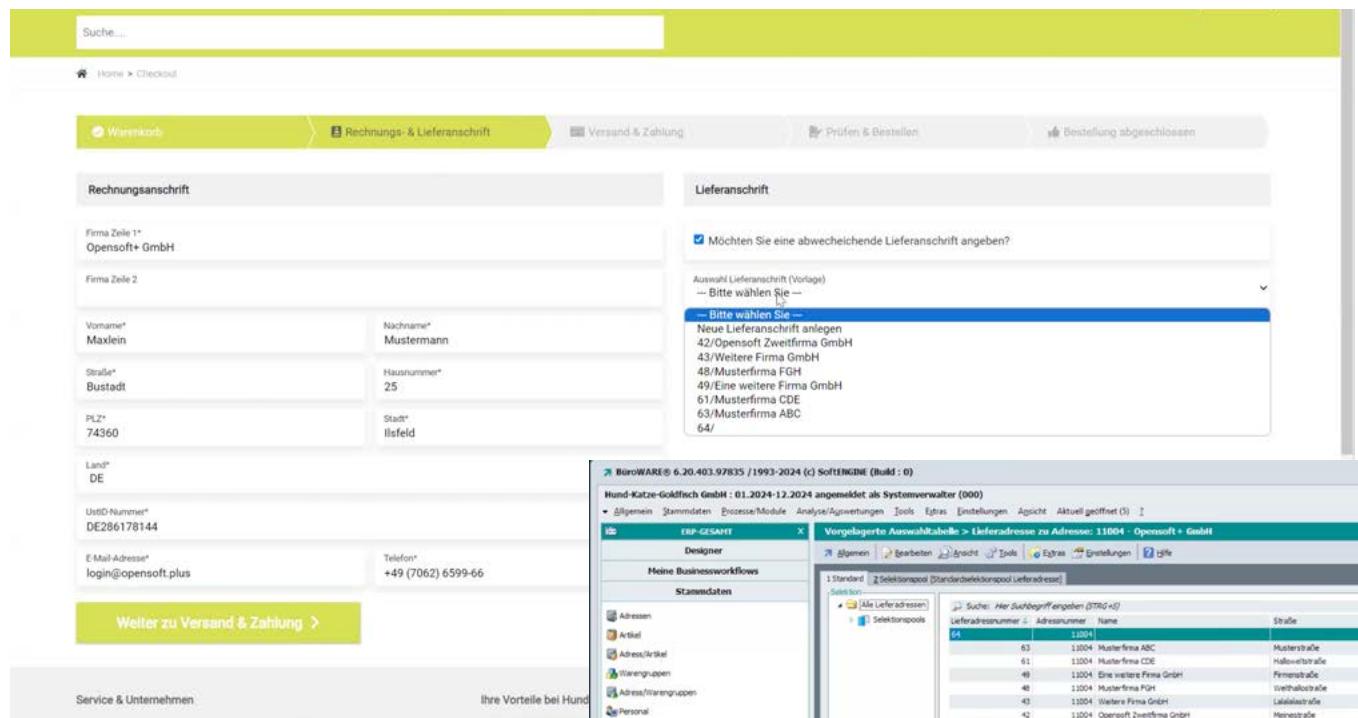 Suche....
Home > Checkout
Warenkorb
Rechnungs- & Lieferanschrift
Versand & Zahlung
Prüfen & Bestellen
Bestellung abgeschlossen
Rechnungsanschrift
Lieferanschrift
Firma Zeile 1*
Opensoft+ GmbH
Möchten Sie eine abwecheichende Lieferanschrift angeben?
Firma Zeile 2
Auswahl Lieferanschrift (Vorlage)
--- Bitte wählen Sie ---
--- Bitte wählen Sie ---
Neue Lieferanschrift anlegen
42/Opensoft Zweitfirma GmbH
43/Weitere Firma GmbH
48/Musterfirma FGH
49/Eine weitere Firma GmbH
61/Musterfirma CDE
63/Musterfirma ABC
64/
Vorname*
Maxlein
Nachname*
Mustermann
Straße*
Bustadt
Hausnummer*
25
PLZ*
74360
Stadt*
Ilsfeld
Land*
DE
UstID-Nummer*
DE286178144
E-Mail-Adresse*
login@opensoft.plus
Telefon*
+49 (7062) 6599-66
Weiter zu Versand & Zahlung >
Service & Unternehmen
Ihre Vorteile bei Hund
BüroWARE® 6.20.403.97835 /1993-2024 (c) SoftENGINE (Build : 0)
Hund-Katze-Goldfisch GmbH : 01.2024-12.2024 angemeldet als Systemverwalter (000)
Allgemein Stammdaten Prozesse/Module Analyse/Auswertungen Tools Extras Einstellungen Ansicht Aktuell geöffnet (5) ?
ERP-GESAMT X
Vorgelagerte Auswahltabelle > Lieferadresse zu Adresse: 11004 - Opensoft + GmbH
Designer
Allgemein Bearbeiten Ansicht Tools Extras Einstellungen Hilfe
Meine Businessworkflows
Stammdaten
1 Standard 2 Selektionspool [Standardselektionspool Lieferadresse]
Selektion
Alle Lieferadressen
Selektionspools
Suche: Hier Suchbegriff eingeben (STRG+S)
Adressen
Artikel
Adress/Artikel
Warengruppen
Adress/Warengruppen
Personal
Lieferadressnummer Adressnummer Name Straße
64 11004
63 11004 Musterfirma ABC Musterstraße
61 11004 Musterfirma CDE Halloweltstraße
49 11004 Eine weitere Firma GmbH Firmenstraße
48 11004 Musterfirma FGH Welthallostraße
43 11004 Weitere Firma GmbH Lalalalastraße
42 11004 Opensoft Zweitfirma GmbH Meinestraße